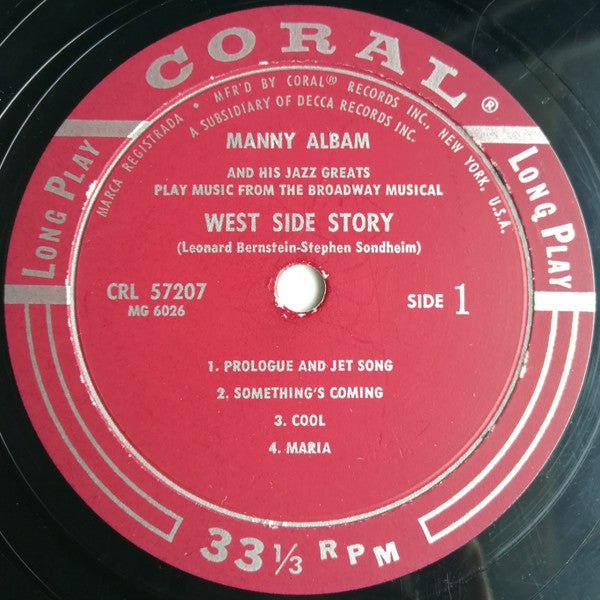 CORAL®
MARCA REGISTRADA • MFR'D BY CORAL® RECORDS INC., NEW YORK, U.S.A.
A SUBSIDIARY OF DECCA RECORDS INC.
LONG PLAY
LONG PLAY
MANNY ALBAM
AND HIS JAZZ GREATS
PLAY MUSIC FROM THE BROADWAY MUSICAL
WEST SIDE STORY
(Leonard Bernstein-Stephen Sondheim)
CRL 57207
MG 6026
SIDE 1
1. PROLOGUE AND JET SONG
2. SOMETHING'S COMING
3. COOL
4. MARIA
33 1/3 RPM